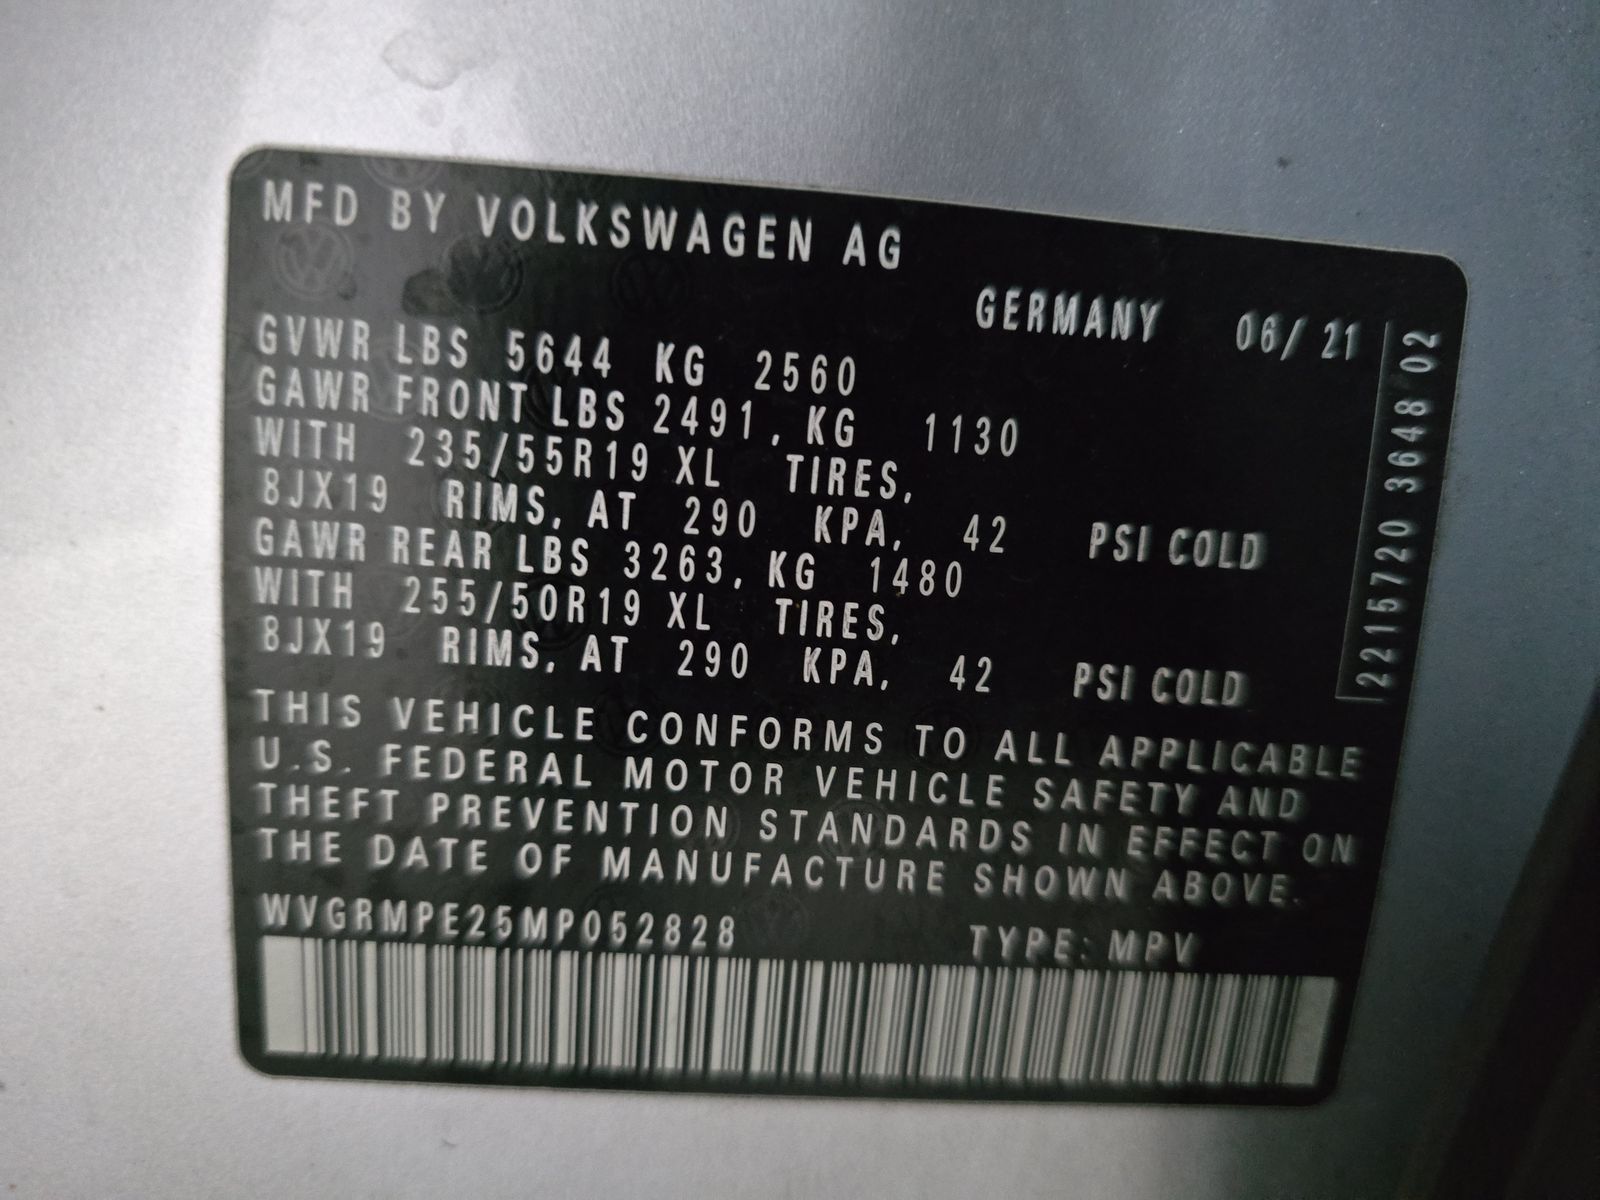 MFD BY VOLKSWAGEN AG
GERMANY 06/ 21
GVWR LBS 5644 KG 2560
GAWR FRONT LBS 2491, KG 1130
WITH 235/55R19 XL TIRES,
8JX19 RIMS, AT 290 KPA, 42 PSI COLD
GAWR REAR LBS 3263, KG 1480
WITH 255/50R19 XL TIRES,
8JX19 RIMS, AT 290 KPA, 42 PSI COLD
THIS VEHICLE CONFORMS TO ALL APPLICABLE
U.S. FEDERAL MOTOR VEHICLE SAFETY AND
THEFT PREVENTION STANDARDS IN EFFECT ON
THE DATE OF MANUFACTURE SHOWN ABOVE.
WVGRMPE25MP052828 TYPE: MPV
2215720 3648 02